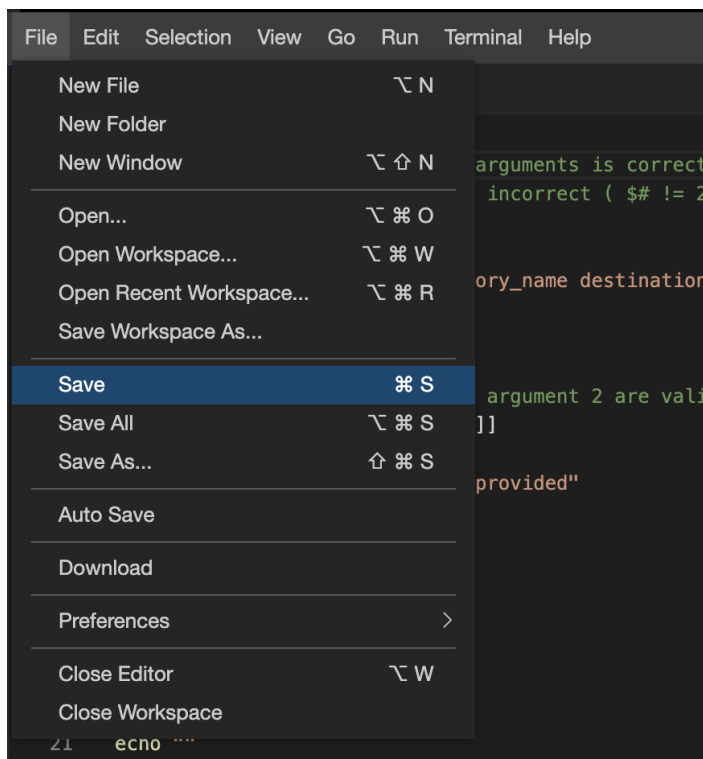 File Edit Selection View Go Run Terminal Help
New File ⌥ N
New Folder
New Window ⌥ ⇧ N
arguments is correct
incorrect ( $# != 2
Open... ⌥ ⌘ O
Open Workspace... ⌥ ⌘ W
ory_name destination
Open Recent Workspace... ⌥ ⌘ R
Save Workspace As...
Save ⌘ S
argument 2 are vali
Save All ⌥ ⌘ S
]]
Save As... ⇧ ⌘ S
provided"
Auto Save
Download
Preferences >
Close Editor ⌥ W
Close Workspace
21 echo ""